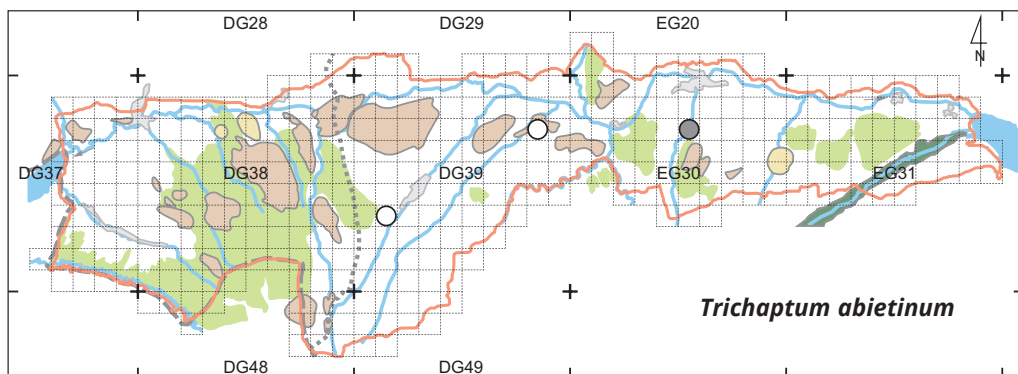 DG28 DG29 EG20
N
DG37 DG38 DG39 EG30 EG31
Trichaptum abietinum
DG48 DG49